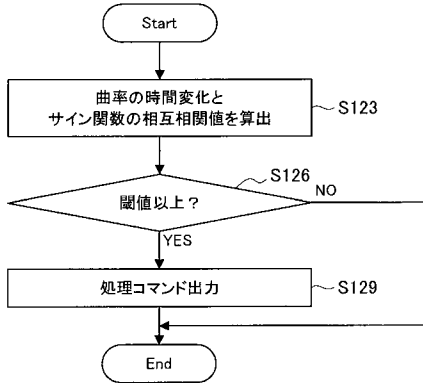 Start
曲率の時間変化と
サイン関数の相互相関値を算出
S123
S126
閾値以上?
NO
YES
処理コマンド出力
S129
End